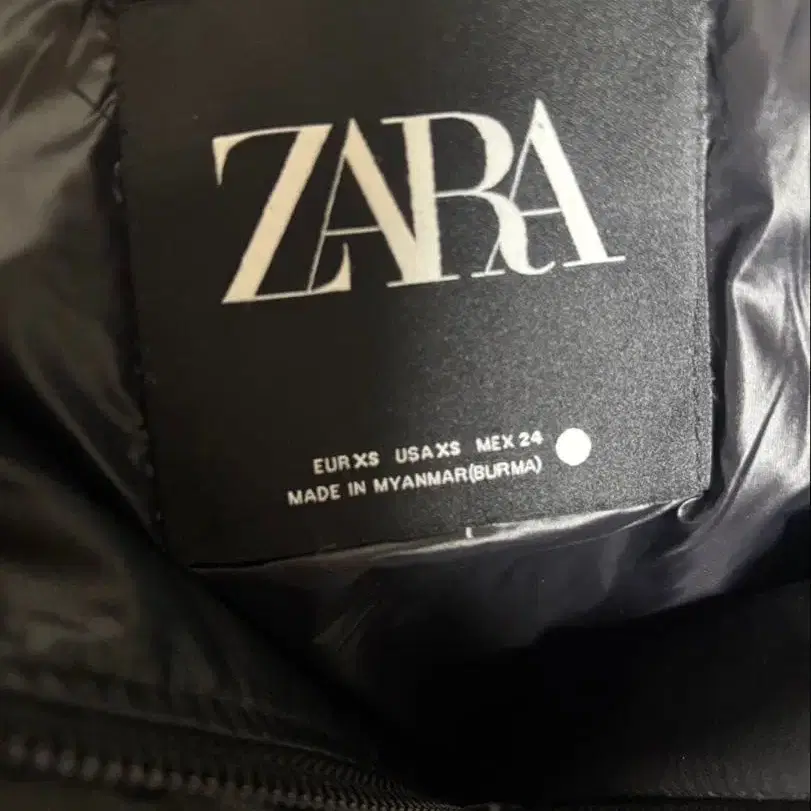 ZARA
EUR XS USA XS MEX 24
MADE IN MYANMAR(BURMA)